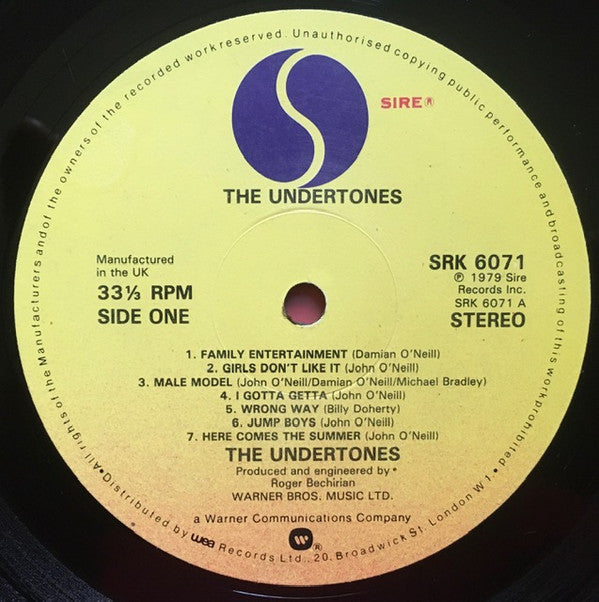 •All rights of the Manufacturers and of the owners of the recorded work reserved. Unauthorised copying public performance and broadcasting of this work prohibited
SIRE®
THE UNDERTONES
Manufactured
in the UK
33⅓ RPM
SIDE ONE
SRK 6071
℗ 1979 Sire
Records Inc.
SRK 6071 A
STEREO
1. FAMILY ENTERTAINMENT (Damian O'Neill)
2. GIRLS DON'T LIKE IT (John O'Neill)
3. MALE MODEL (John O'Neill/Damian O'Neill/Michael Bradley)
4. I GOTTA GETTA (John O'Neill)
5. WRONG WAY (Billy Doherty)
6. JUMP BOYS (John O'Neill)
7. HERE COMES THE SUMMER (John O'Neill)
THE UNDERTONES
Produced and engineered by
Roger Bechirian
WARNER BROS. MUSIC LTD.
a Warner Communications Company
W®
•Distributed by wea Records Ltd., 20, Broadwick St. London W1•